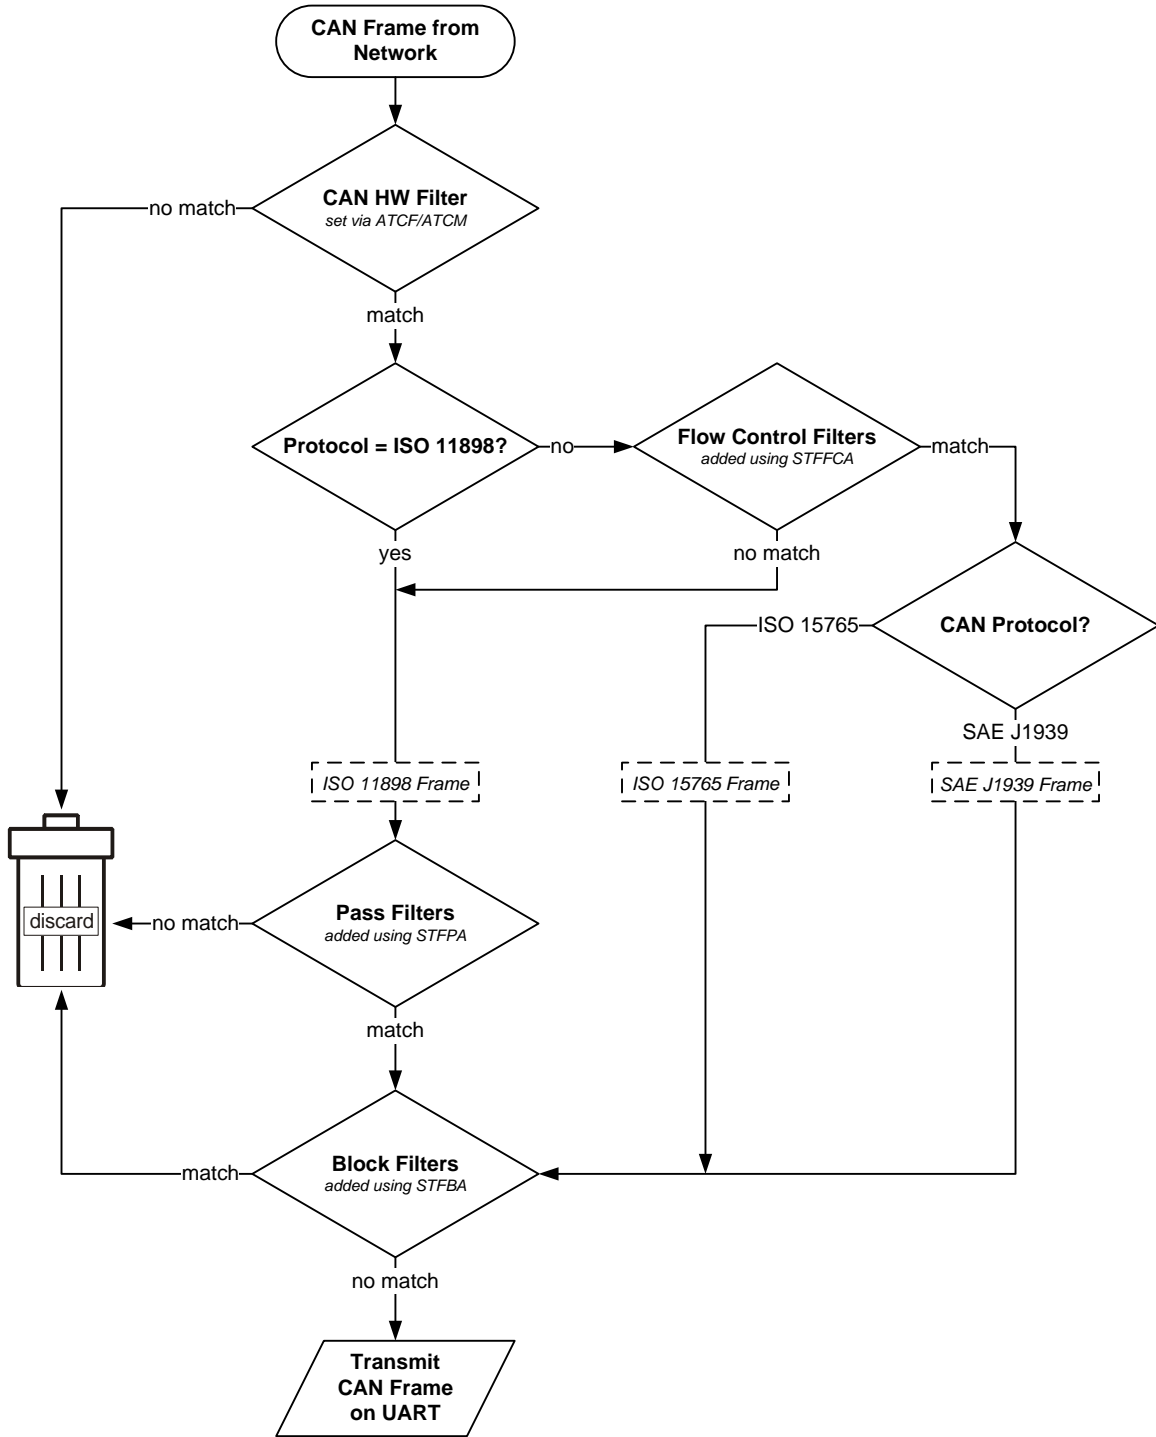 CAN Frame from
Network
CAN HW Filter
set via ATCF/ATCM
no match
match
Protocol = ISO 11898?
no
Flow Control Filters
added using STFFCA
match
yes
no match
ISO 15765
CAN Protocol?
SAE J1939
ISO 11898 Frame
ISO 15765 Frame
SAE J1939 Frame
discard
no match
Pass Filters
added using STFPA
match
match
Block Filters
added using STFBA
no match
Transmit
CAN Frame
on UART